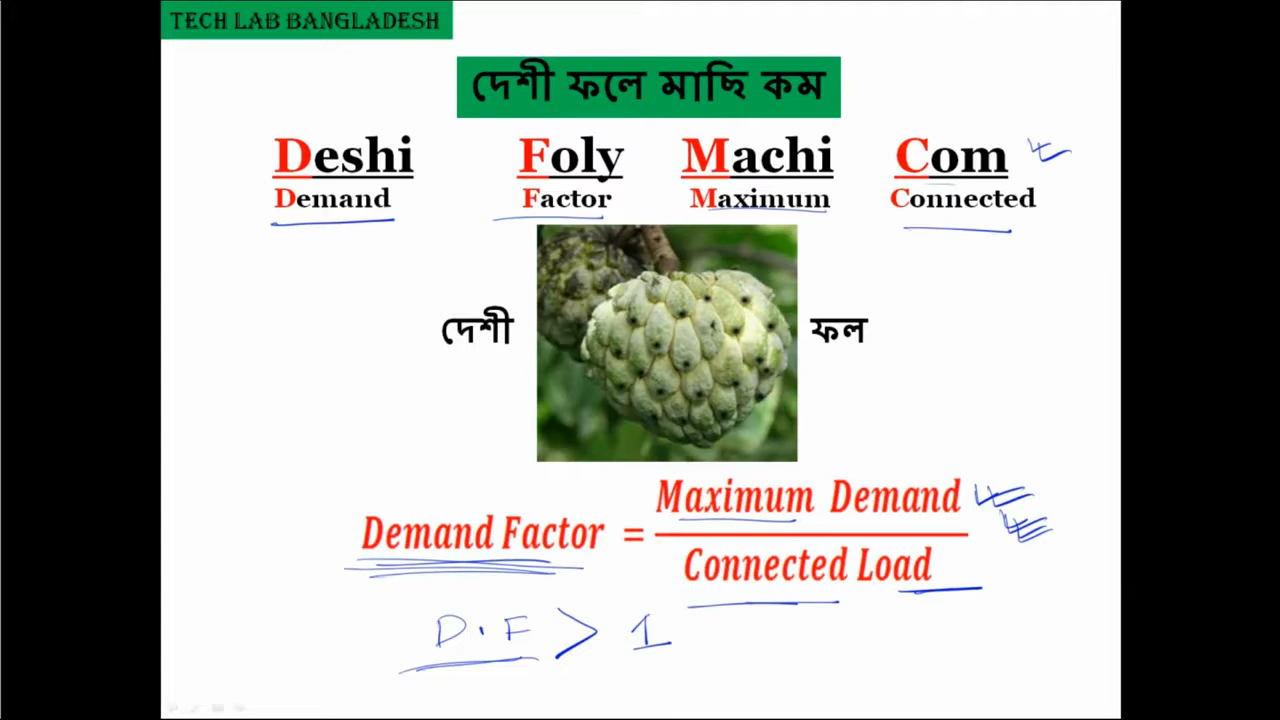 TECH LAB BANGLADESH
দেশী ফলে মাছি কম
Deshi Foly Machi Com
Demand Factor Maximum Connected
দেশী ফল
Demand Factor = Maximum Demand
Connected Load
D.F > 1